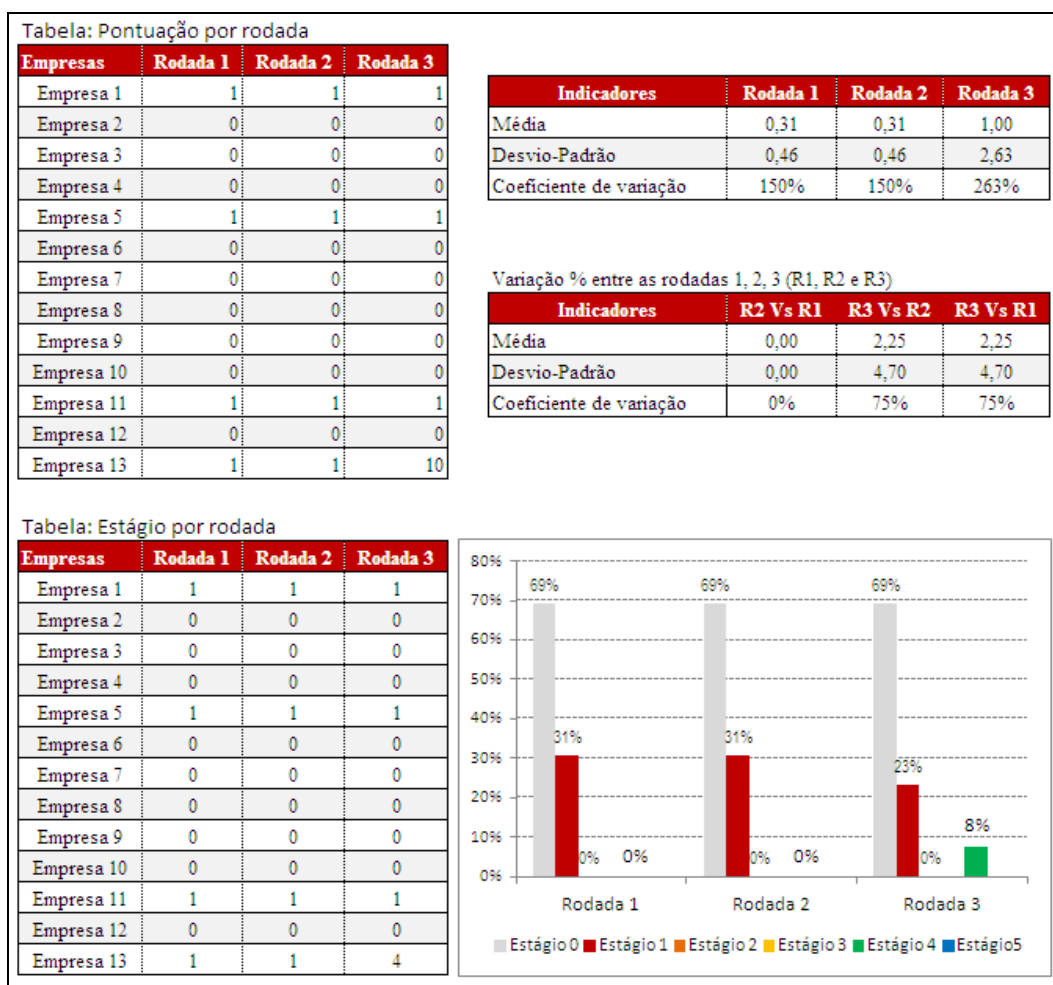 Tabela: Pontuação por rodada
Empresas Rodada 1 Rodada 2 Rodada 3
Empresa 1 1 1 1
Empresa 2 0 0 0
Empresa 3 0 0 0
Empresa 4 0 0 0
Empresa 5 1 1 1
Empresa 6 0 0 0
Empresa 7 0 0 0
Empresa 8 0 0 0
Empresa 9 0 0 0
Empresa 10 0 0 0
Empresa 11 1 1 1
Empresa 12 0 0 0
Empresa 13 1 1 10
Indicadores Rodada 1 Rodada 2 Rodada 3
Média 0,31 0,31 1,00
Desvio-Padrão 0,46 0,46 2,63
Coeficiente de variação 150% 150% 263%
Variação % entre as rodadas 1, 2, 3 (R1, R2 e R3)
Indicadores R2 Vs R1 R3 Vs R2 R3 Vs R1
Média 0,00 2,25 2,25
Desvio-Padrão 0,00 4,70 4,70
Coeficiente de variação 0% 75% 75%
Tabela: Estágio por rodada
Empresas Rodada 1 Rodada 2 Rodada 3
Empresa 1 1 1 1
Empresa 2 0 0 0
Empresa 3 0 0 0
Empresa 4 0 0 0
Empresa 5 1 1 1
Empresa 6 0 0 0
Empresa 7 0 0 0
Empresa 8 0 0 0
Empresa 9 0 0 0
Empresa 10 0 0 0
Empresa 11 1 1 1
Empresa 12 0 0 0
Empresa 13 1 1 4
80%
70%
60%
50%
40%
30%
20%
10%
0%
69% 69% 69%
31% 31% 23%
0% 0% 0% 0% 0% 8%
Rodada 1 Rodada 2 Rodada 3
Estágio 0 Estágio 1 Estágio 2 Estágio 3 Estágio 4 Estágio5